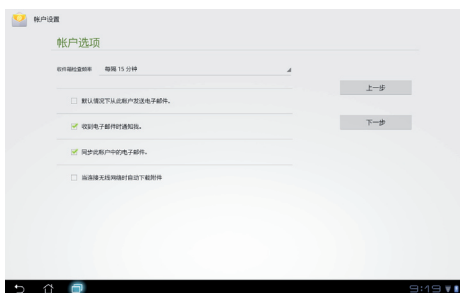 帐户设置
帐户选项
收件箱检查频率 每隔 15 分钟
上一步
默认情况下从此帐户发送电子邮件。
收到电子邮件时通知我。
下一步
同步此帐户中的电子邮件。
当连接无线网络时自动下载附件
9:19